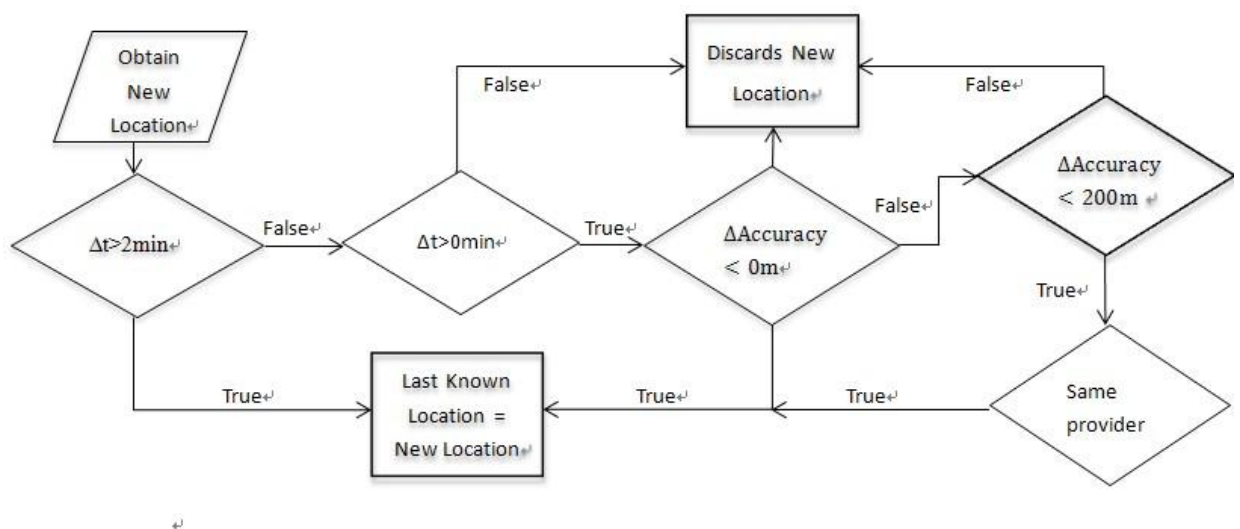 Obtain
New
Location↵
Δt>2min↵
False↵
Δt>0min↵
False↵
True↵
Discards New
Location↵
ΔAccuracy
< 0m↵
False↵
False↵
ΔAccuracy
< 200m ↵
True↵
Same
provider
True↵
True↵
Last Known
Location =
New Location↵
True↵
↵